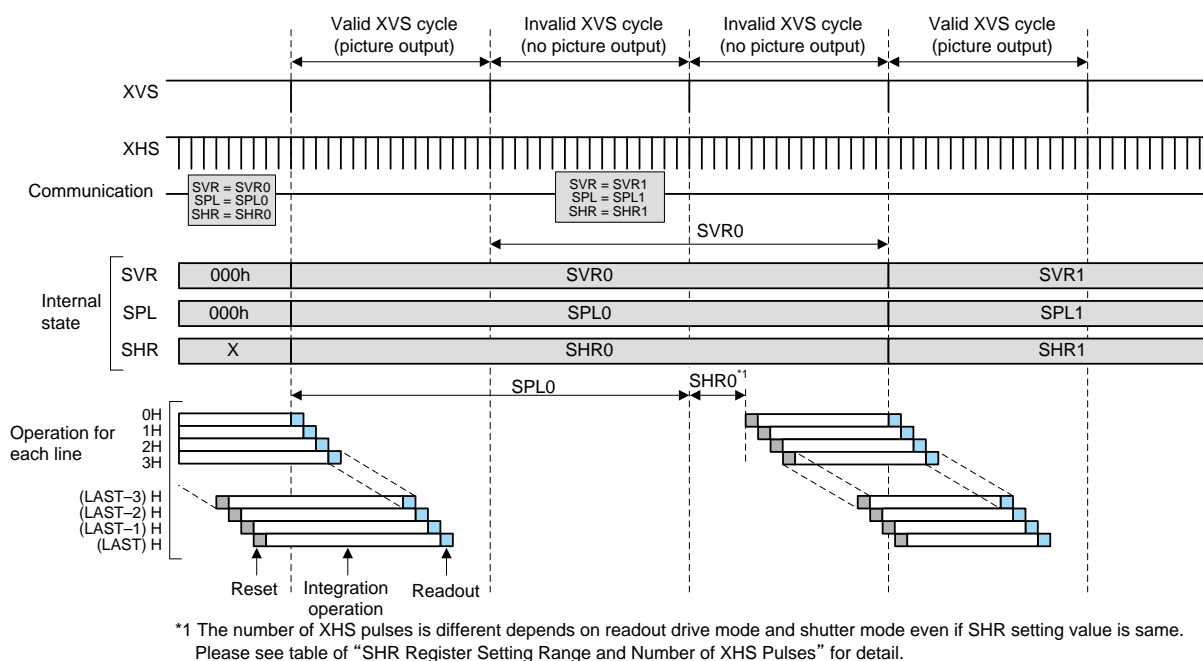 Valid XVS cycle
(picture output)
Invalid XVS cycle
(no picture output)
Invalid XVS cycle
(no picture output)
Valid XVS cycle
(picture output)
XVS
XHS
Communication
SVR = SVR0
SPL = SPL0
SHR = SHR0
SVR = SVR1
SPL = SPL1
SHR = SHR1
SVR0
Internal
state
SVR
000h
SVR0
SVR1
SPL
000h
SPL0
SPL1
SHR
X
SHR0
SHR1
SPL0
SHR0*1
Operation for
each line
0H
1H
2H
3H
(LAST–3) H
(LAST–2) H
(LAST–1) H
(LAST) H
Reset
Integration
operation
Readout
*1 The number of XHS pulses is different depends on readout drive mode and shutter mode even if SHR setting value is same.
Please see table of “SHR Register Setting Range and Number of XHS Pulses” for detail.